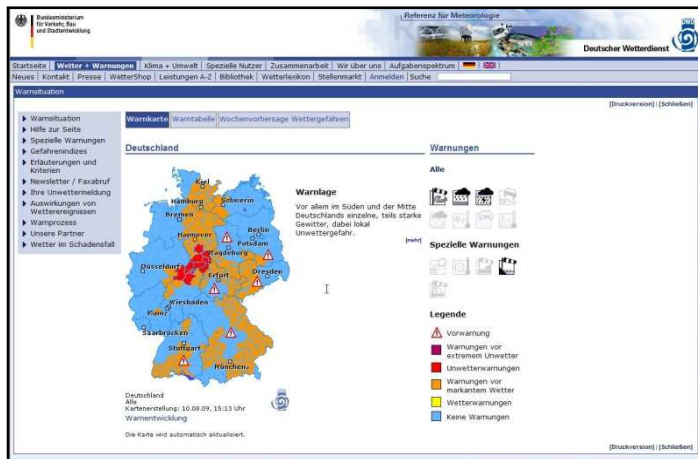 Bundesministerium
für Verkehr, Bau
und Stadtentwicklung
Referenz für Meteorologie
Deutscher Wetterdienst
DWD
Startseite | Wetter + Warnungen | Klima + Umwelt | Spezielle Nutzer | Zusammenarbeit | Wir über uns | Aufgabenspektrum
Neues | Kontakt | Presse | WetterShop | Leistungen A-Z | Bibliothek | Wetterlexikon | Stellenmarkt | Anmelden | Suche
Warnsituation
[Druckversion] | [Schließen]
Warnsituation
Hilfe zur Seite
Spezielle Warnungen
Gefahrenindizes
Erläuterungen und
Kriterien
Newsletter / Faxabruf
Ihre Unwettermeldung
Auswirkungen von
Wetterereignissen
Warnprozess
Unsere Partner
Wetter im Schadensfall
Warnkarte
Warntabelle
Wochenvorhersage Wettergefahren
Deutschland
Kiel
Hamburg
Schwerin
Bremen
Berlin
Hannover
Potsdam
Magdeburg
Düsseldorf
Erfurt
Dresden
Wiesbaden
Mainz
Saarbrücken
Stuttgart
München
Deutschland
Alle
Kartenerstellung: 10.08.09, 15:13 Uhr
Warnentwicklung
Die Karte wird automatisch aktualisiert.
Warnlage
Vor allem im Süden und der Mitte
Deutschlands einzelne, teils starke
Gewitter, dabei lokal
Unwettergefahr.
[mehr]
Warnungen
Alle
Spezielle Warnungen
Legende
Vorwarnung
Warnungen vor
extremem Unwetter
Unwetterwarnungen
Warnungen vor
markantem Wetter
Wetterwarnungen
Keine Warnungen
[Druckversion] | [Schließen]